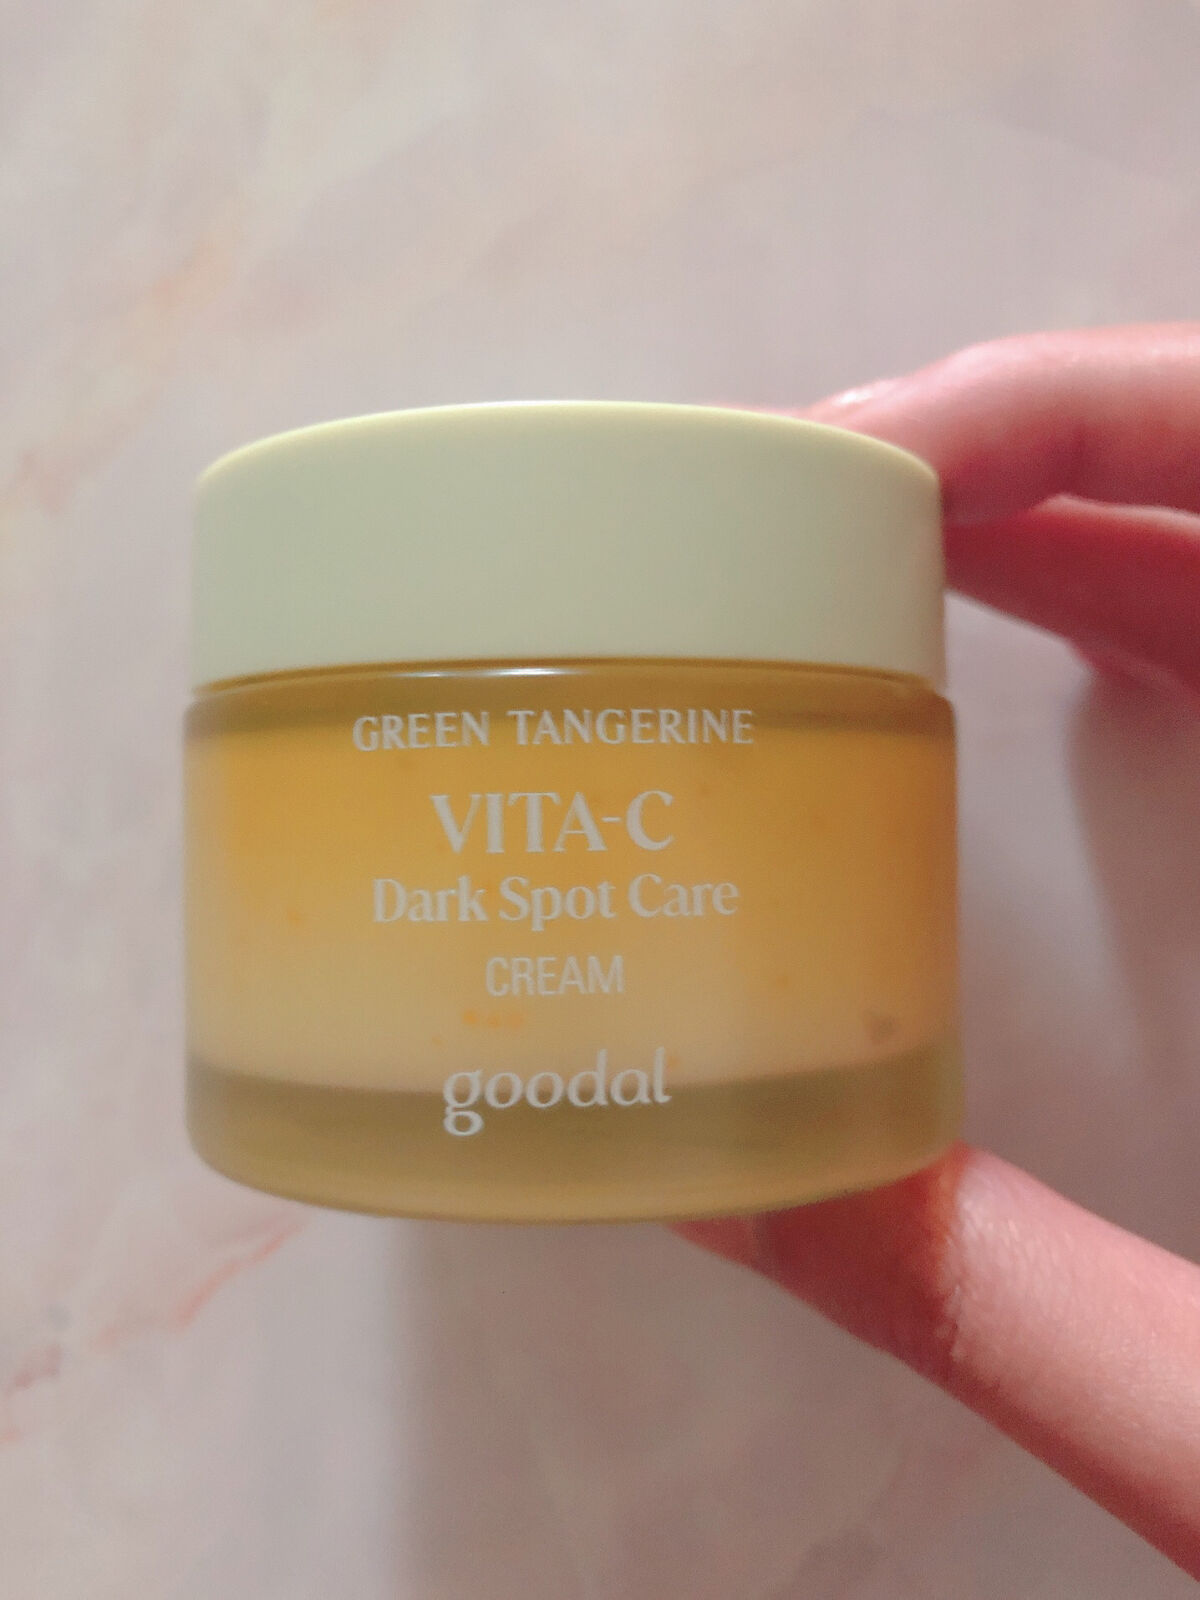 GREEN TANGERINE
VITA-C
Dark Spot Care
CREAM
goodal